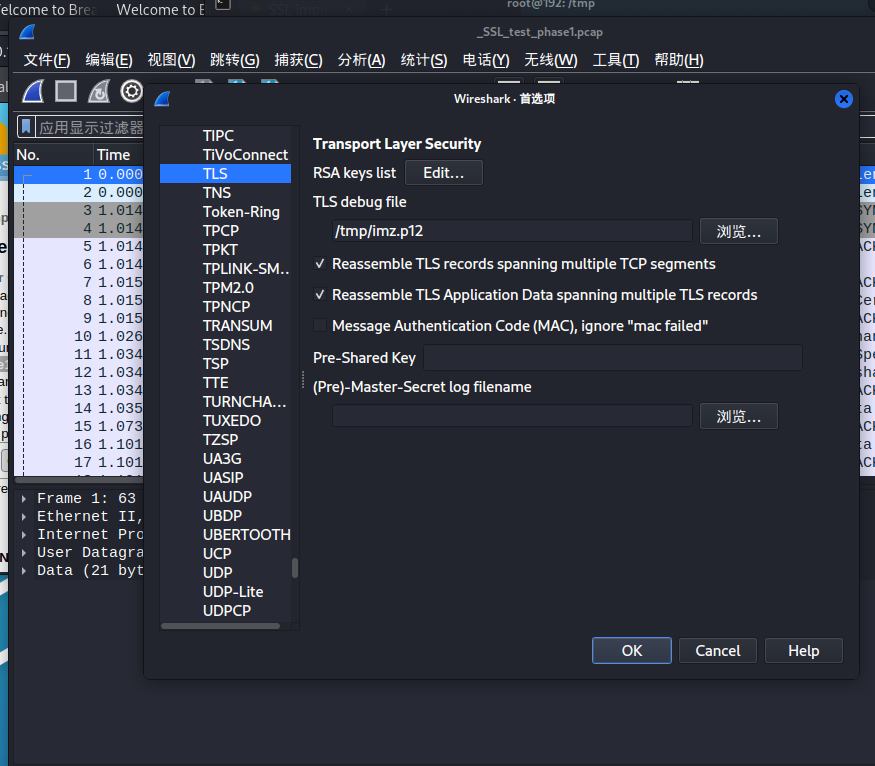 elcome to Brea
Welcome to B
root@192: /tmp
_SSL_test_phase1.pcap
文件(F) 编辑(E) 视图(V) 跳转(G) 捕获(C) 分析(A) 统计(S) 电话(Y) 无线(W) 工具(T) 帮助(H)
Wireshark · 首选项
应用显示过滤器
No. Time
1 0.000
2 0.000
3 1.014
4 1.014
5 1.014
6 1.014
7 1.015
8 1.015
9 1.015
10 1.026
11 1.034
12 1.034
13 1.034
14 1.035
15 1.073
16 1.101
17 1.101
Frame 1: 63
Ethernet II,
Internet Pro
User Datagra
Data (21 byt
TIPC
TiVoConnect
TLS
TNS
Token-Ring
TPCP
TPKT
TPLINK-SM...
TPM2.0
TPNCP
TRANSUM
TSDNS
TSP
TTE
TURNCHA...
TUXEDO
TZSP
UA3G
UASIP
UAUDP
UBDP
UBERTOOTH
UCP
UDP
UDP-Lite
UDPCP
Transport Layer Security
RSA keys list Edit...
TLS debug file
/tmp/imz.p12 浏览...
Reassemble TLS records spanning multiple TCP segments
Reassemble TLS Application Data spanning multiple TLS records
Message Authentication Code (MAC), ignore "mac failed"
Pre-Shared Key
(Pre)-Master-Secret log filename
浏览...
OK Cancel Help